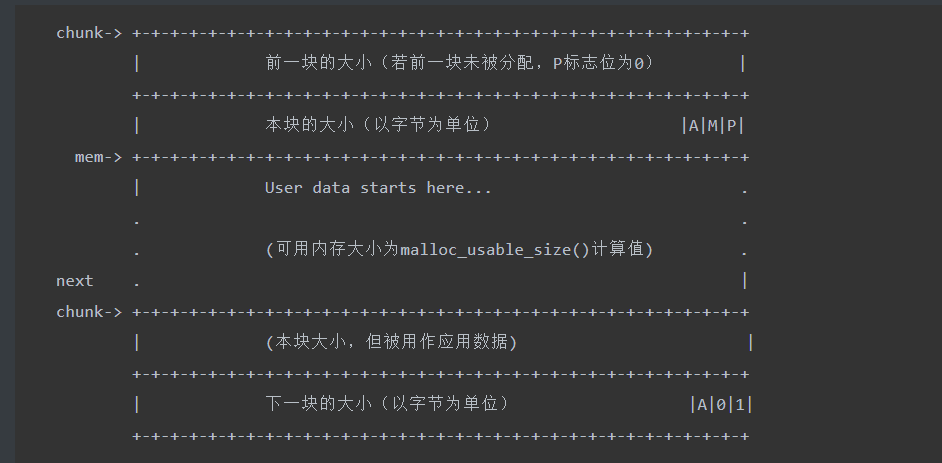 chunk-> +-+-+-+-+-+-+-+-+-+-+-+-+-+-+-+-+-+-+-+-+-+-+-+-+-+-+-+-+-+-+-+-+
| 前一块的大小（若前一块未被分配，P标志位为0） |
+-+-+-+-+-+-+-+-+-+-+-+-+-+-+-+-+-+-+-+-+-+-+-+-+-+-+-+-+-+-+-+-+
| 本块的大小（以字节为单位） |A|M|P|
mem-> +-+-+-+-+-+-+-+-+-+-+-+-+-+-+-+-+-+-+-+-+-+-+-+-+-+-+-+-+-+-+-+-+
| User data starts here... .
. .
. (可用内存大小为malloc_usable_size()计算值) .
next . |
chunk-> +-+-+-+-+-+-+-+-+-+-+-+-+-+-+-+-+-+-+-+-+-+-+-+-+-+-+-+-+-+-+-+-+
| (本块大小，但被用作应用数据) |
+-+-+-+-+-+-+-+-+-+-+-+-+-+-+-+-+-+-+-+-+-+-+-+-+-+-+-+-+-+-+-+-+
| 下一块的大小（以字节为单位） |A|0|1|
+-+-+-+-+-+-+-+-+-+-+-+-+-+-+-+-+-+-+-+-+-+-+-+-+-+-+-+-+-+-+-+-+